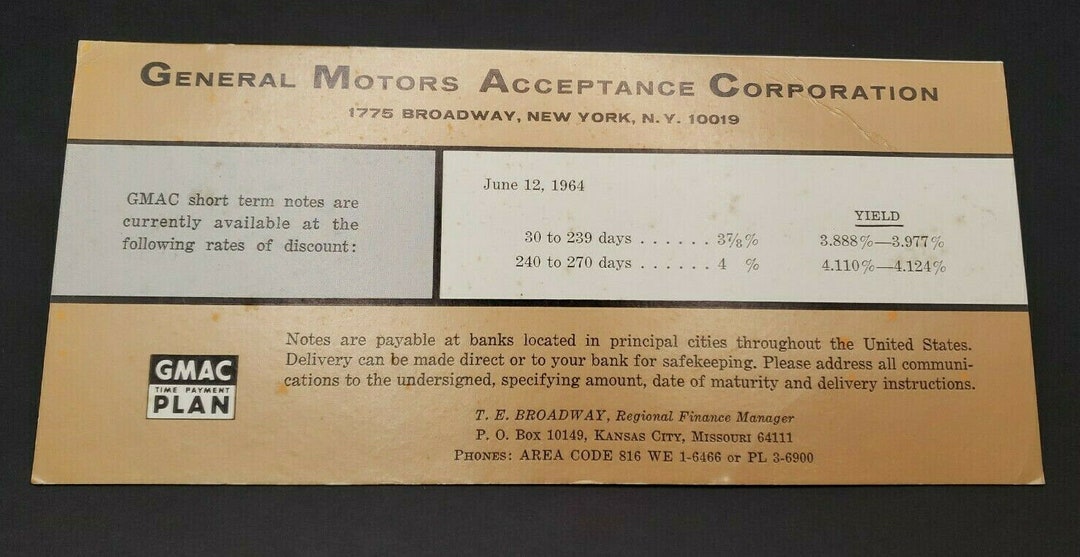 GENERAL MOTORS ACCEPTANCE CORPORATION
1775 BROADWAY, NEW YORK, N. Y. 10019
GMAC short term notes are
currently available at the
following rates of discount:
June 12, 1964
YIELD
30 to 239 days . . . . . . 3⅞% 3.888%—3.977%
240 to 270 days . . . . . . 4 % 4.110%—4.124%
Notes are payable at banks located in principal cities throughout the United States.
Delivery can be made direct or to your bank for safekeeping. Please address all communi-
cations to the undersigned, specifying amount, date of maturity and delivery instructions.
GMAC
TIME PAYMENT
PLAN
T. E. BROADWAY, Regional Finance Manager
P. O. Box 10149, KANSAS CITY, MISSOURI 64111
PHONES: AREA CODE 816 WE 1-6466 or PL 3-6900